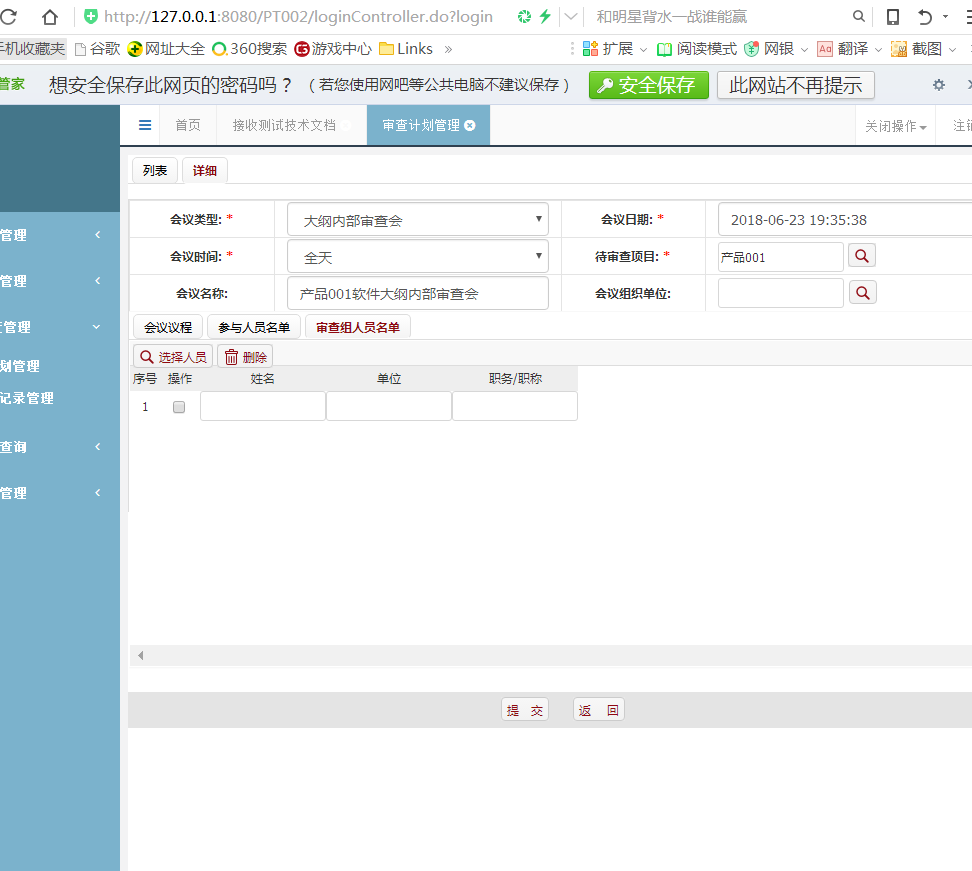 http://127.0.0.1:8080/PT002/loginController.do?login 和明星背水一战谁能赢
手机收藏夹 谷歌 网址大全 360搜索 游戏中心 Links » 扩展 阅读模式 网银 Aa 翻译 截图
管家 想安全保存此网页的密码吗？（若您使用网吧等公共电脑不建议保存） 安全保存 此网站不再提示
首页 接收测试技术文档 审查计划管理 关闭操作 注销
列表 详细
会议类型: * 大纲内部审查会 会议日期: * 2018-06-23 19:35:38
管理
会议时间: * 全天 待审查项目: * 产品001
管理
会议名称: 产品001软件大纲内部审查会 会议组织单位:
管理
会议议程 参与人员名单 审查组人员名单
选择人员 删除
划管理
序号 操作 姓名 单位 职务/职称
记录管理
1
查询
管理
提 交 返 回